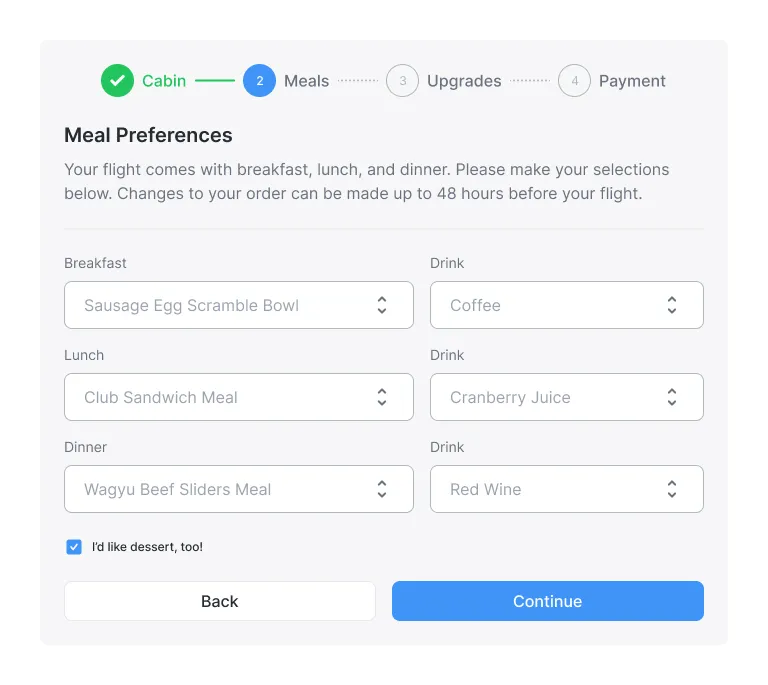 Cabin 2 Meals 3 Upgrades 4 Payment
Meal Preferences
Your flight comes with breakfast, lunch, and dinner. Please make your selections
below. Changes to your order can be made up to 48 hours before your flight.
Breakfast Drink
Sausage Egg Scramble Bowl Coffee
Lunch Drink
Club Sandwich Meal Cranberry Juice
Dinner Drink
Wagyu Beef Sliders Meal Red Wine
I'd like dessert, too!
Back Continue